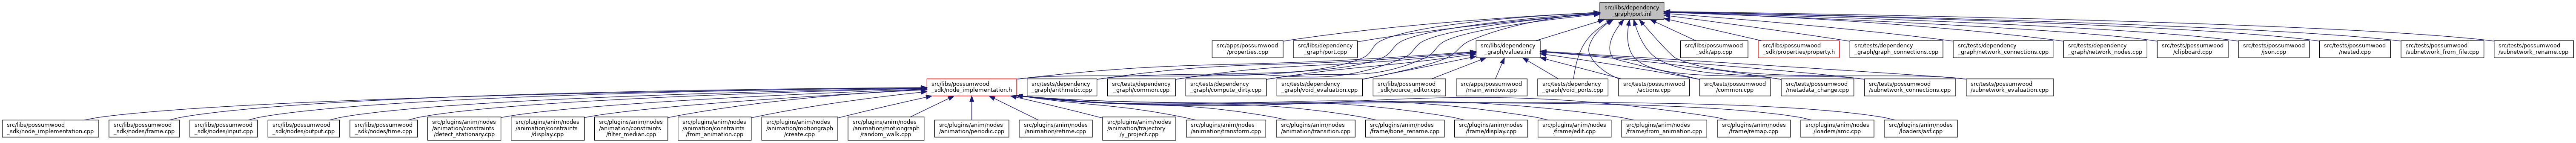 src/libs/dependency
_graph/port.inl
src/apps/possumwood
/properties.cpp
src/libs/dependency
_graph/port.cpp
src/libs/dependency
_graph/values.inl
src/libs/possumwood
_sdk/app.cpp
src/libs/possumwood
_sdk/properties/property.h
src/tests/dependency
_graph/graph_connections.cpp
src/tests/dependency
_graph/network_connections.cpp
src/tests/dependency
_graph/network_nodes.cpp
src/tests/possumwood
/clipboard.cpp
src/tests/possumwood
/json.cpp
src/tests/possumwood
/nested.cpp
src/tests/possumwood
/subnetwork_from_file.cpp
src/tests/possumwood
/subnetwork_rename.cpp
src/libs/possumwood
_sdk/node_implementation.h
src/tests/dependency
_graph/arithmetic.cpp
src/tests/dependency
_graph/common.cpp
src/tests/dependency
_graph/compute_dirty.cpp
src/tests/dependency
_graph/void_evaluation.cpp
src/libs/possumwood
_sdk/source_editor.cpp
src/apps/possumwood
/main_window.cpp
src/tests/dependency
_graph/void_ports.cpp
src/tests/possumwood
/actions.cpp
src/tests/possumwood
/common.cpp
src/tests/possumwood
/metadata_change.cpp
src/tests/possumwood
/subnetwork_connections.cpp
src/tests/possumwood
/subnetwork_evaluation.cpp
src/libs/possumwood
_sdk/node_implementation.cpp
src/libs/possumwood
_sdk/nodes/frame.cpp
src/libs/possumwood
_sdk/nodes/input.cpp
src/libs/possumwood
_sdk/nodes/output.cpp
src/libs/possumwood
_sdk/nodes/time.cpp
src/plugins/anim/nodes
/animation/constraints
/detect_stationary.cpp
src/plugins/anim/nodes
/animation/constraints
/display.cpp
src/plugins/anim/nodes
/animation/constraints
/filter_median.cpp
src/plugins/anim/nodes
/animation/constraints
/from_animation.cpp
src/plugins/anim/nodes
/animation/motiongraph
/create.cpp
src/plugins/anim/nodes
/animation/motiongraph
/random_walk.cpp
src/plugins/anim/nodes
/animation/periodic.cpp
src/plugins/anim/nodes
/animation/retime.cpp
src/plugins/anim/nodes
/animation/trajectory
/y_project.cpp
src/plugins/anim/nodes
/animation/transform.cpp
src/plugins/anim/nodes
/animation/transition.cpp
src/plugins/anim/nodes
/frame/bone_rename.cpp
src/plugins/anim/nodes
/frame/display.cpp
src/plugins/anim/nodes
/frame/edit.cpp
src/plugins/anim/nodes
/frame/from_animation.cpp
src/plugins/anim/nodes
/frame/remap.cpp
src/plugins/anim/nodes
/loaders/amc.cpp
src/plugins/anim/nodes
/loaders/asf.cpp